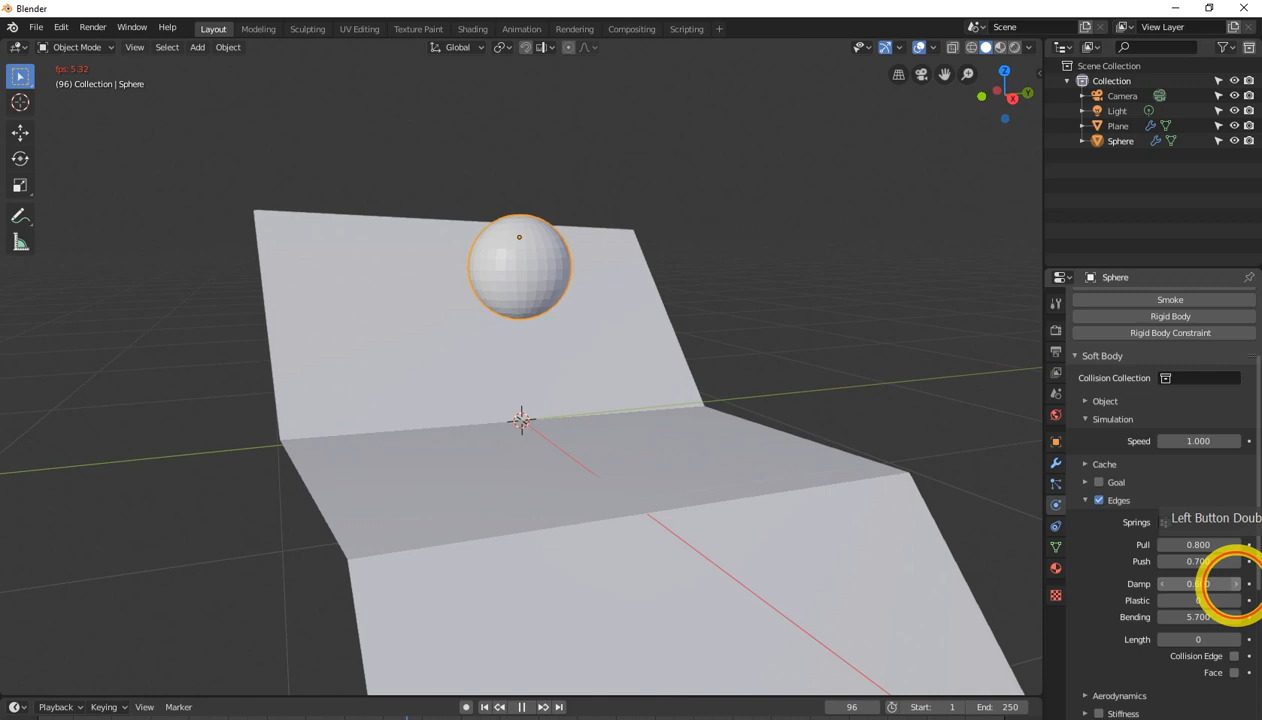 Blender
File Edit Render Window Help Layout Modeling Sculpting UV Editing Texture Paint Shading Animation Rendering Compositing Scripting + Scene View Layer
Object Mode View Select Add Object Global
fps: 5.32
(96) Collection | Sphere
Z
Y
X
Scene Collection
Collection
Camera
Light
Plane
Sphere
Sphere
Smoke
Rigid Body
Rigid Body Constraint
Soft Body
Collision Collection
Object
Simulation
Speed 1.000
Cache
Goal
Edges
Springs Left Button Doub
Pull 0.800
Push 0.700
Damp
Plastic 0
Bending 5.700
Length 0
Collision Edge
Face
Aerodynamics
Stiffness
Playback Keying View Marker 96 Start: 1 End: 250